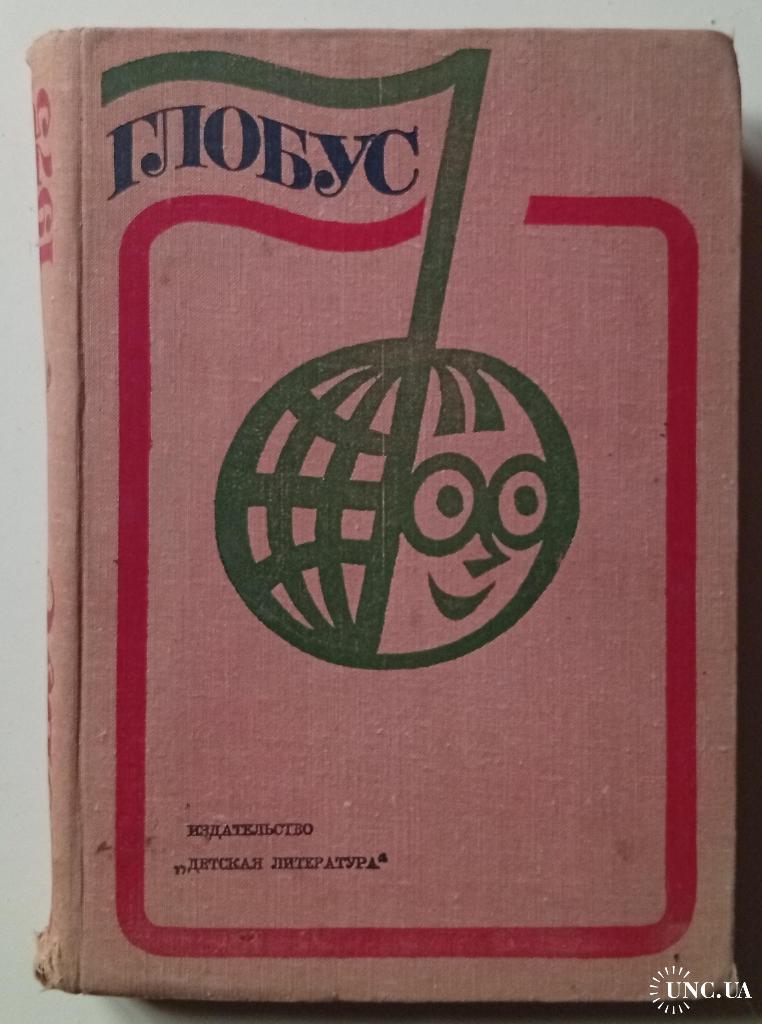 ГЛОБУС
ИЗДАТЕЛЬСТВО
„ДЕТСКАЯ ЛИТЕРАТУРА“
1975
UNC.UA